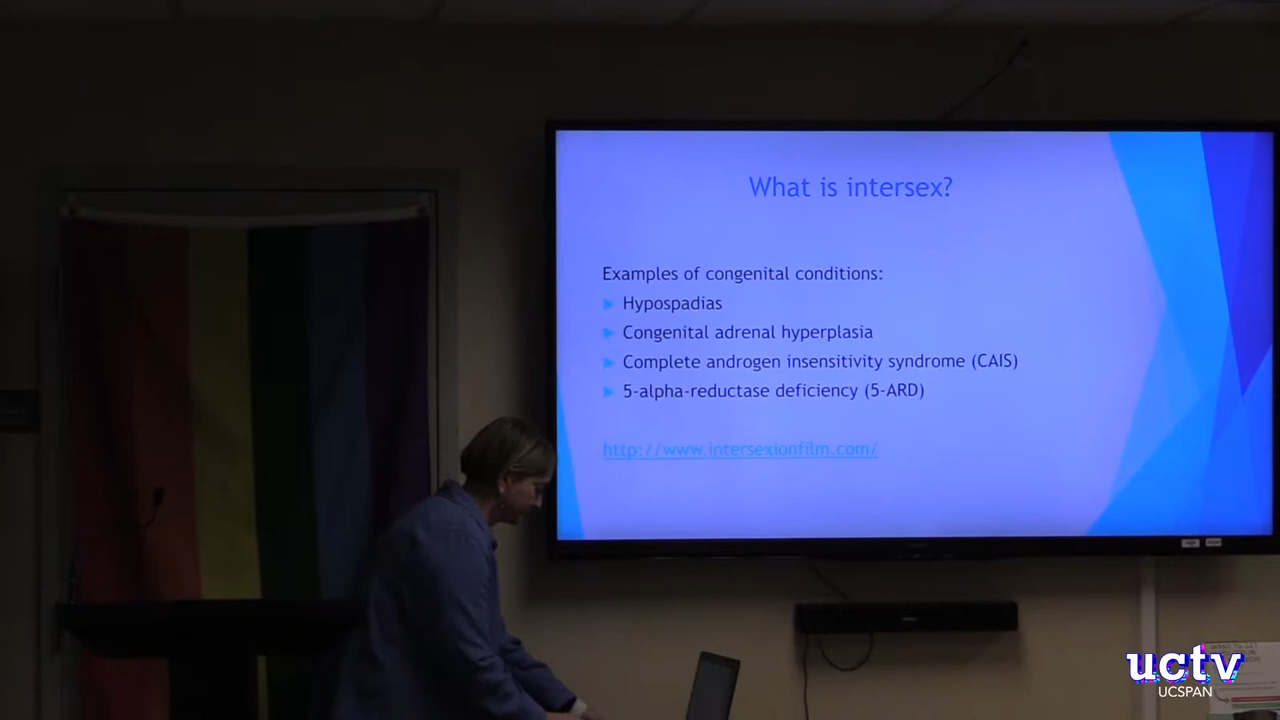 What is intersex?
Examples of congenital conditions:
Hypospadias
Congenital adrenal hyperplasia
Complete androgen insensitivity syndrome (CAIS)
5-alpha-reductase deficiency (5-ARD)
http://www.intersexionfilm.com/
uctv
UCSPAN